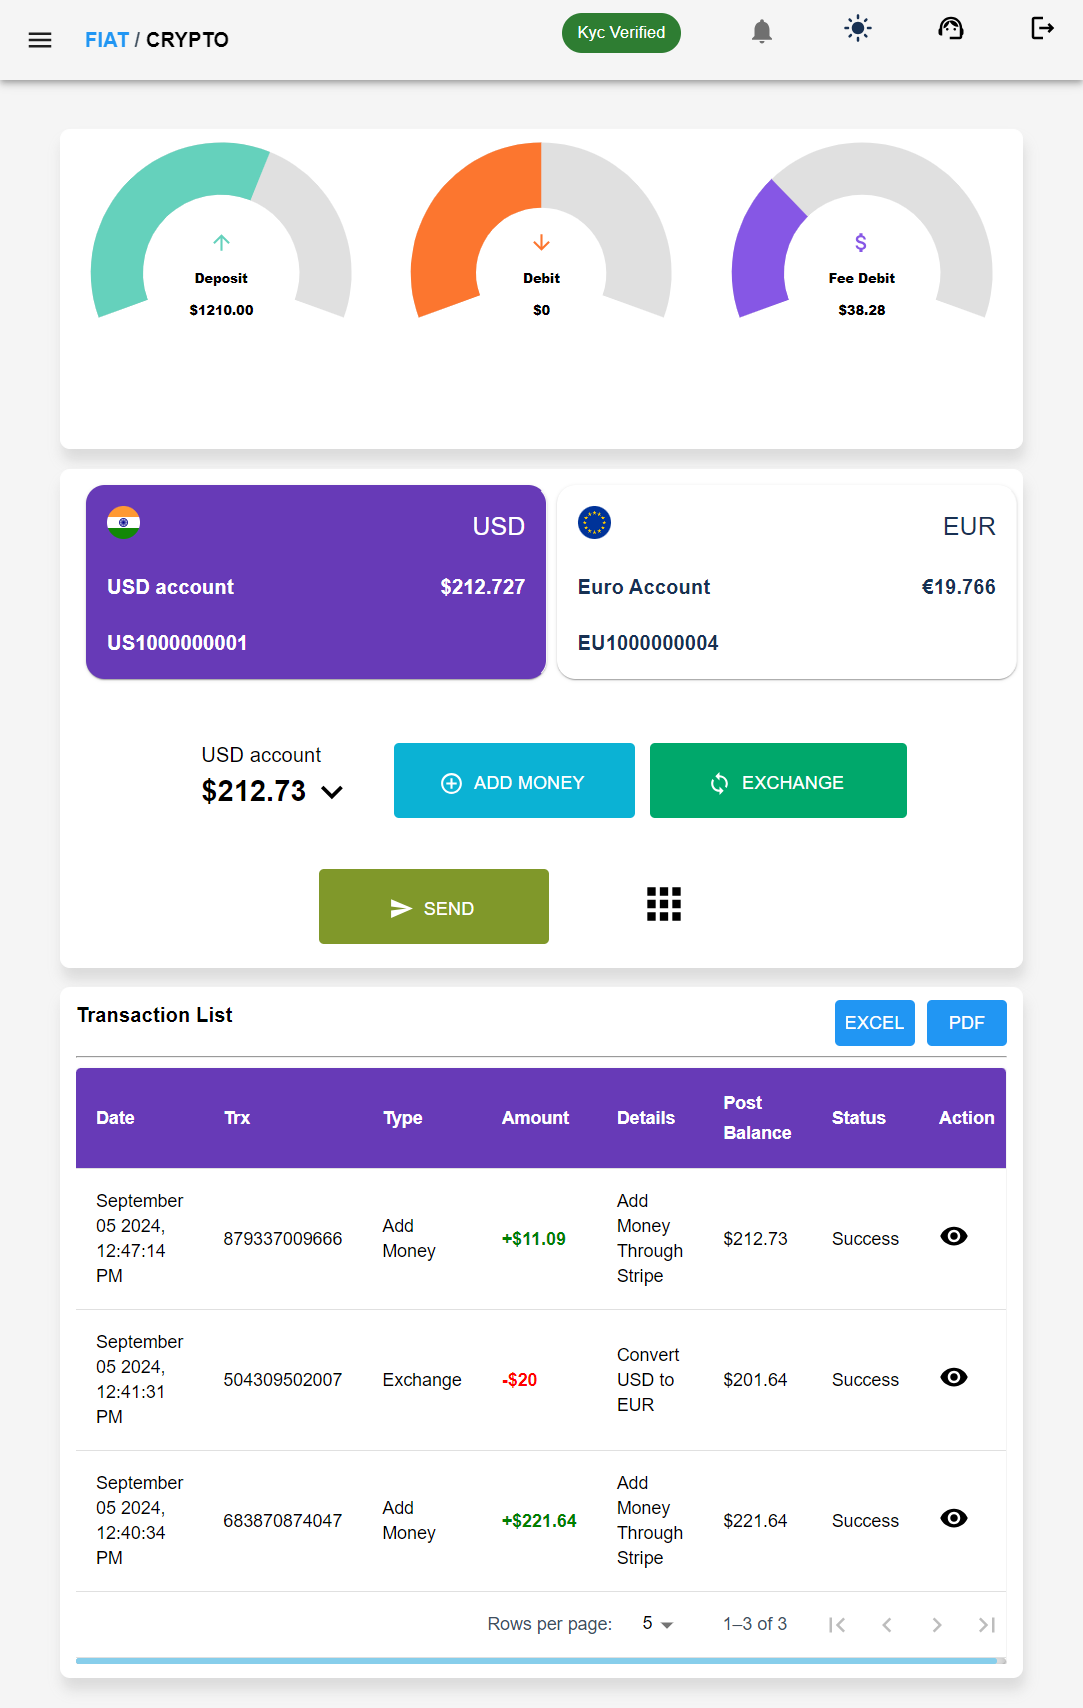 FIAT / CRYPTO
Kyc Verified
Deposit
$1210.00
Debit
$0
$
Fee Debit
$38.28
USD
USD account
$212.727
US1000000001
EUR
Euro Account
€19.766
EU1000000004
USD account
$212.73
ADD MONEY
EXCHANGE
SEND
Transaction List
EXCEL
PDF
Date
Trx
Type
Amount
Details
Post
Balance
Status
Action
September
05 2024,
12:47:14
PM
879337009666
Add
Money
+$11.09
Add
Money
Through
Stripe
$212.73
Success
September
05 2024,
12:41:31
PM
504309502007
Exchange
-$20
Convert
USD to
EUR
$201.64
Success
September
05 2024,
12:40:34
PM
683870874047
Add
Money
+$221.64
Add
Money
Through
Stripe
$221.64
Success
Rows per page:
5
1–3 of 3